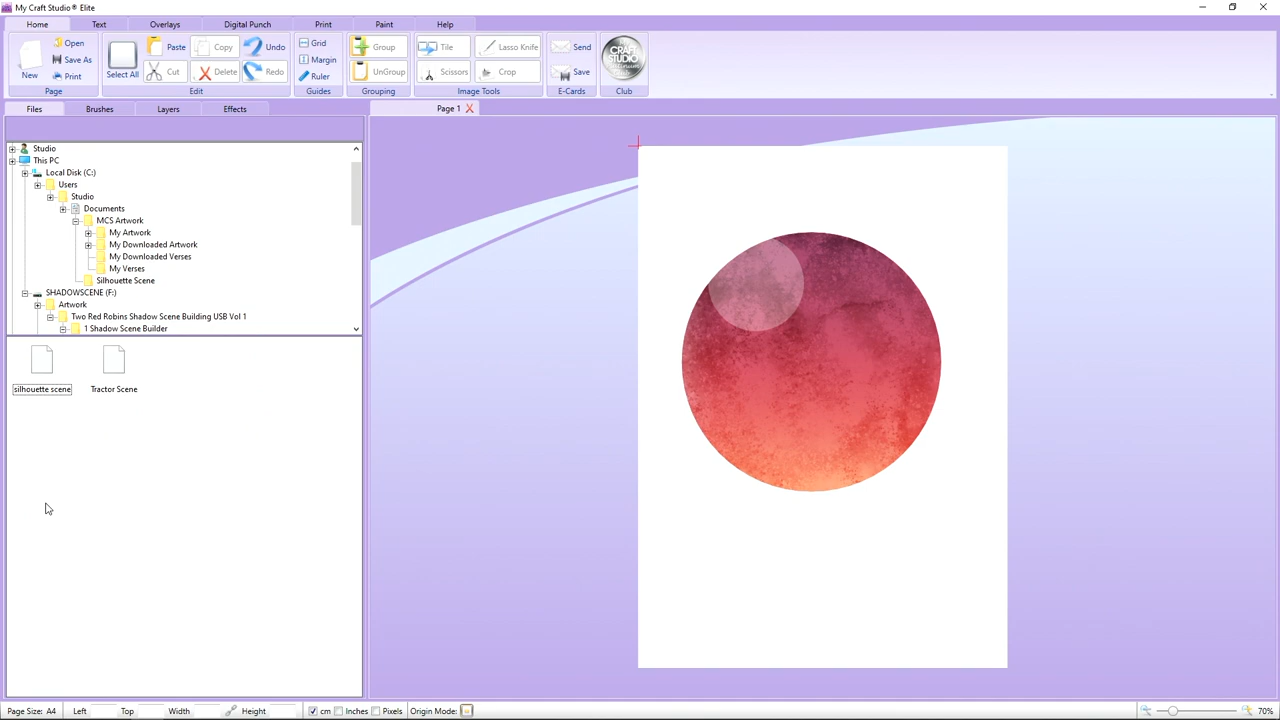 My Craft Studio® Elite
Home Text Overlays Digital Punch Print Paint Help
New Open Save As Print Page
Select All Paste Copy Undo Cut Delete Redo Edit
Grid Margin Ruler Guides
Group UnGroup Grouping
Tile Lasso Knife Scissors Crop Image Tools
Send Save E-Cards
CRAFT STUDIO Club
Files Brushes Layers Effects
Page 1
Studio
This PC
Local Disk (C:)
Users
Studio
Documents
MCS Artwork
My Artwork
My Downloaded Artwork
My Downloaded Verses
My Verses
Silhouette Scene
SHADOWSCENE (F:)
Artwork
Two Red Robins Shadow Scene Building USB Vol 1
1 Shadow Scene Builder
silhouette scene Tractor Scene
Page Size: A4 Left Top Width Height cm Inches Pixels Origin Mode: 70%